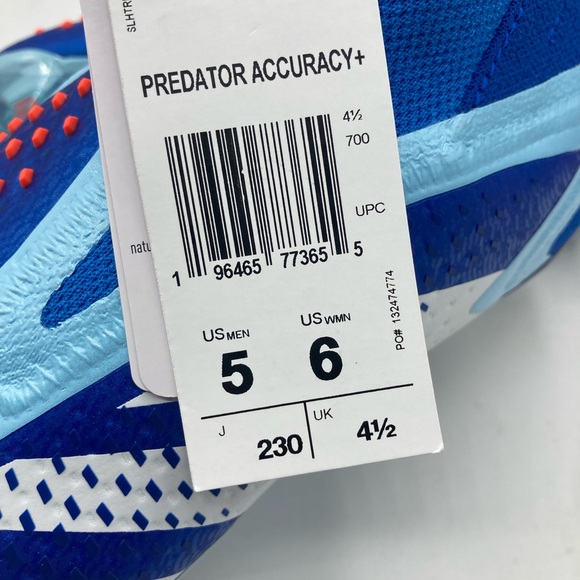 SLHTR
PREDATOR ACCURACY+
4½
700
UPC
1 96465 77365 5
natu
PO# 132474774
US MEN
5
US WMN
6
J
230
UK
4½